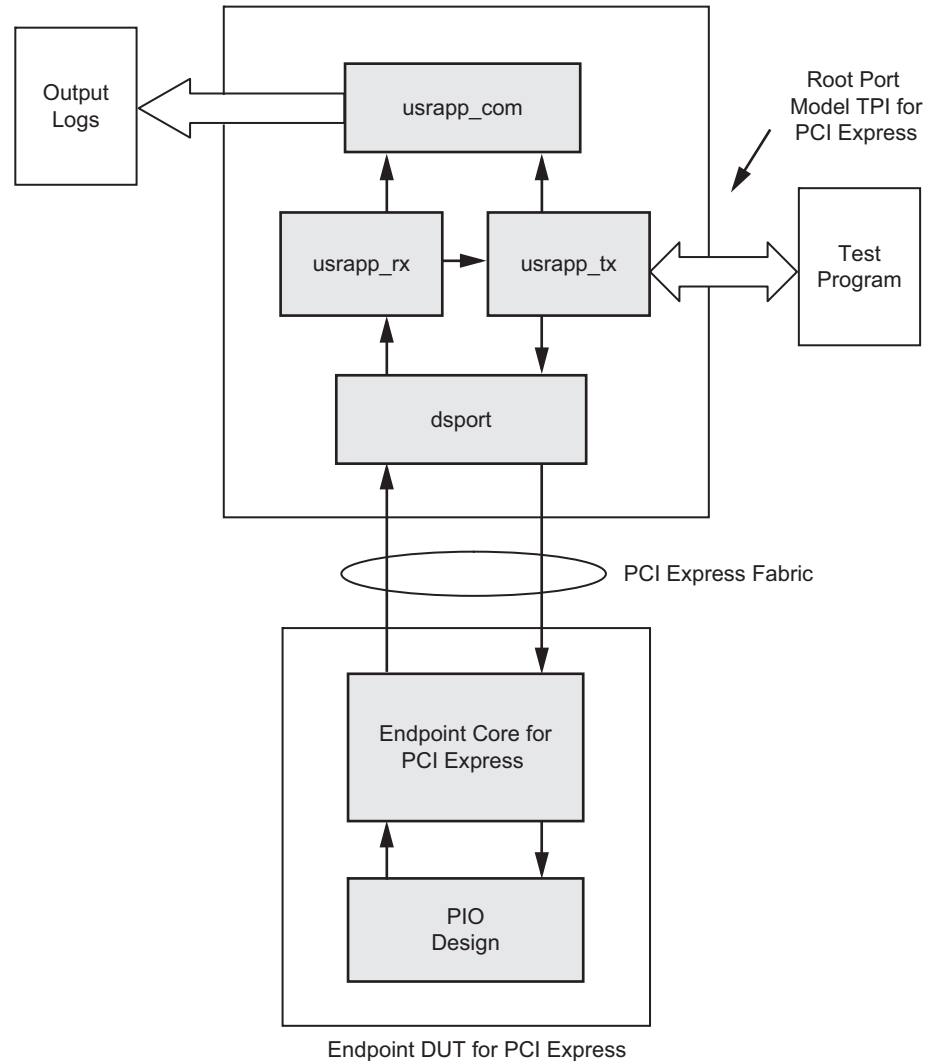 Output
Logs
usrapp_com
Root Port
Model TPI for
PCI Express
usrapp_rx
usrapp_tx
Test
Program
dsport
PCI Express Fabric
Endpoint Core for
PCI Express
PIO
Design
Endpoint DUT for PCI Express